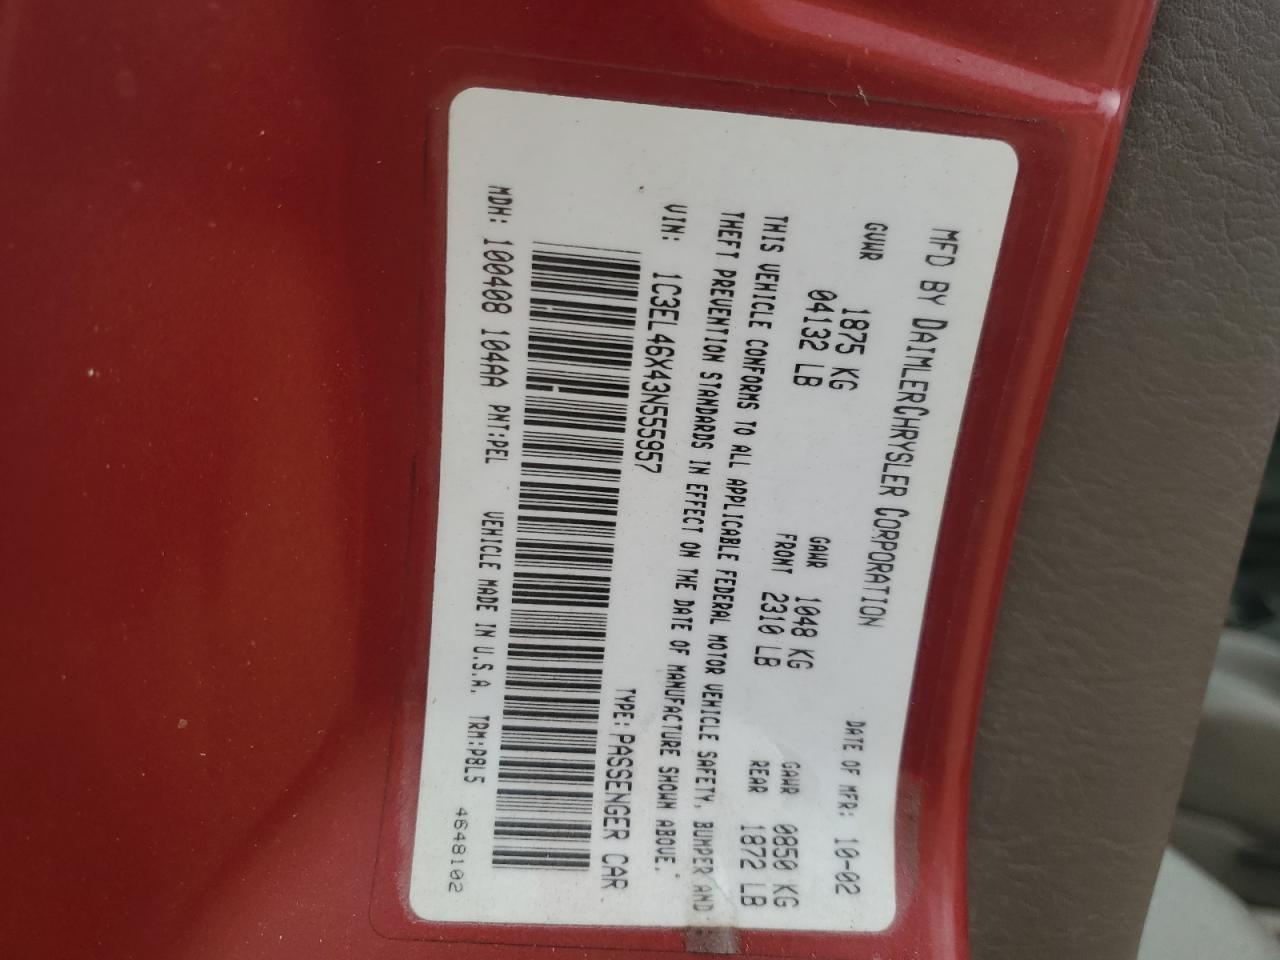 MFD BY DAIMLERCHRYSLER CORPORATION
DATE OF MFR: 10-02
GVWR 1875 KG
04132 LB
GAWR 1048 KG
FRONT 2310 LB
GAWR 0850 KG
REAR 1872 LB
THIS VEHICLE CONFORMS TO ALL APPLICABLE FEDERAL MOTOR VEHICLE SAFETY, BUMPER AND
THEFT PREVENTION STANDARDS IN EFFECT ON THE DATE OF MANUFACTURE SHOWN ABOVE.
VIN: 1C3EL46X43N555957
TYPE: PASSENGER CAR
MDH: 100408 104AA PNT:PEL VEHICLE MADE IN U.S.A. TRM:P8L5
4648102